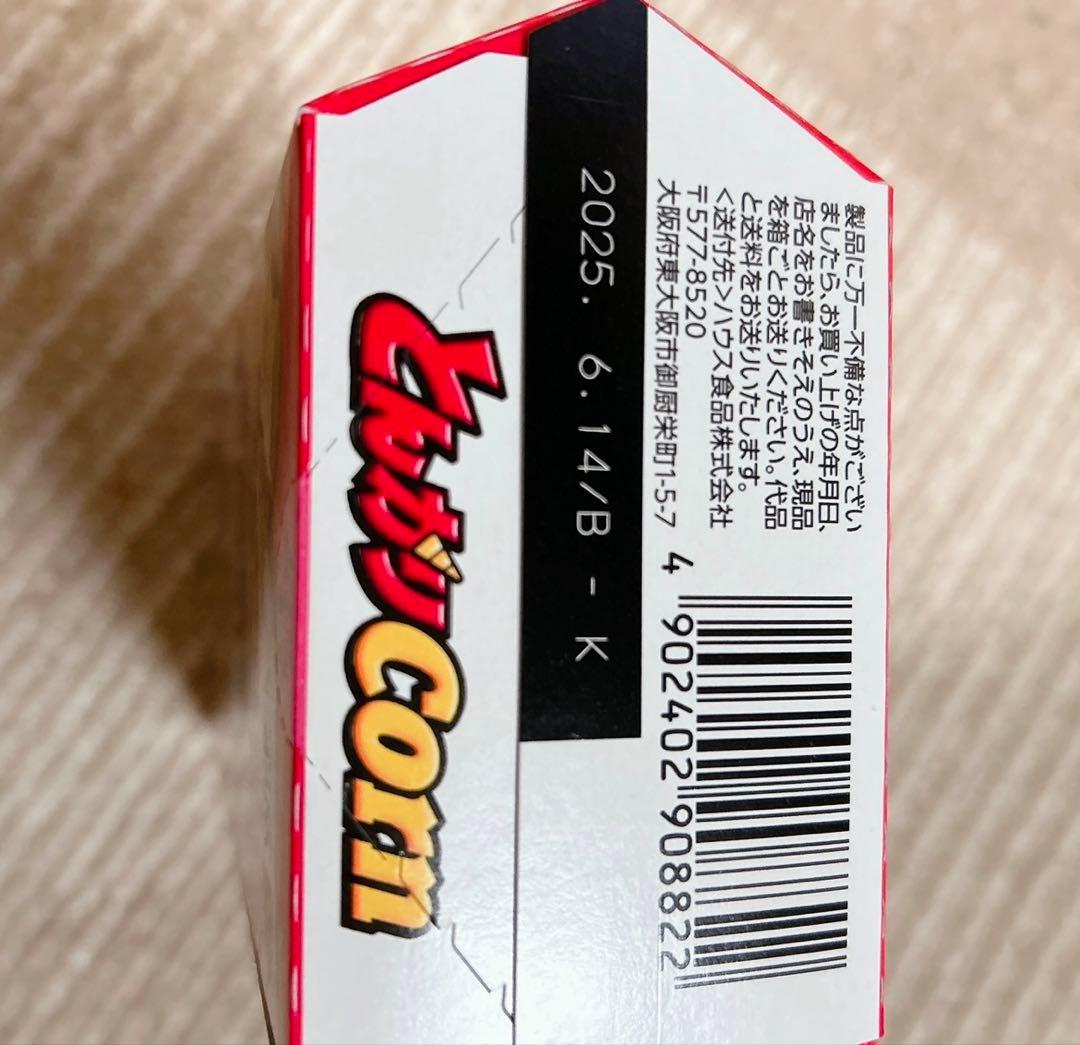 製品に万一不備な点がござい
ましたら、お買い上げの年月日、
店名をお書きそえのうえ、現品
を箱ごとお送りください。代品
と送料をお送りいたします。
<送付先>ハウス食品株式会社
〒577-8520
大阪府東大阪市御厨栄町1-5-7
4 902402 908822
2025. 6.14/B - K
とんがりCorn